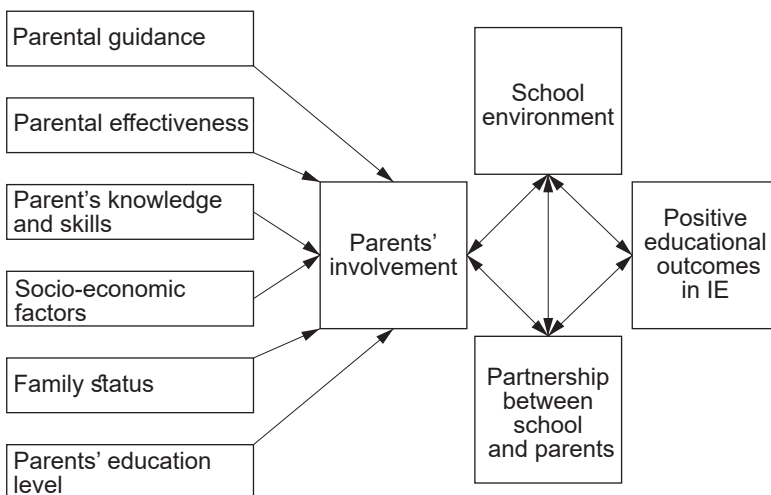 Parental guidance
Parental effectiveness
Parent's knowledge
and skills
Socio-economic
factors
Family status
Parents' education
level
Parents'
involvement
School
environment
Partnership
between
school
and parents
Positive
educational
outcomes
in IE